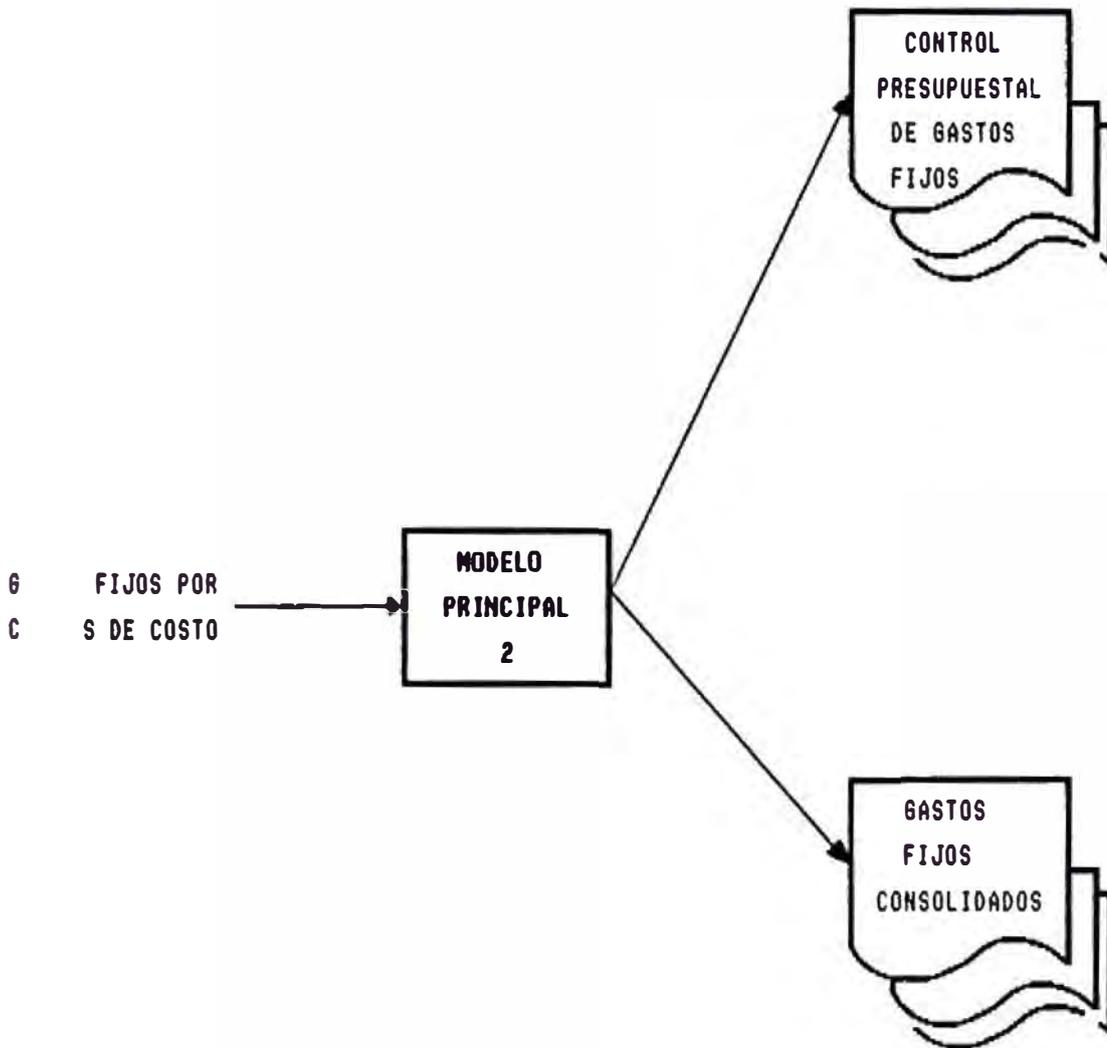 CONTROL
PRESUPUESTAL
DE GASTOS
FIJOS
MODELO
PRINCIPAL
2
G FIJOS POR
C S DE COSTO
GASTOS
FIJOS
CONSOLIDADOS